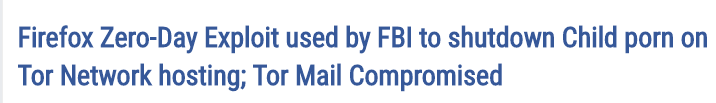 Firefox Zero-Day Exploit used by FBI to shutdown Child porn on
Tor Network hosting; Tor Mail Compromised